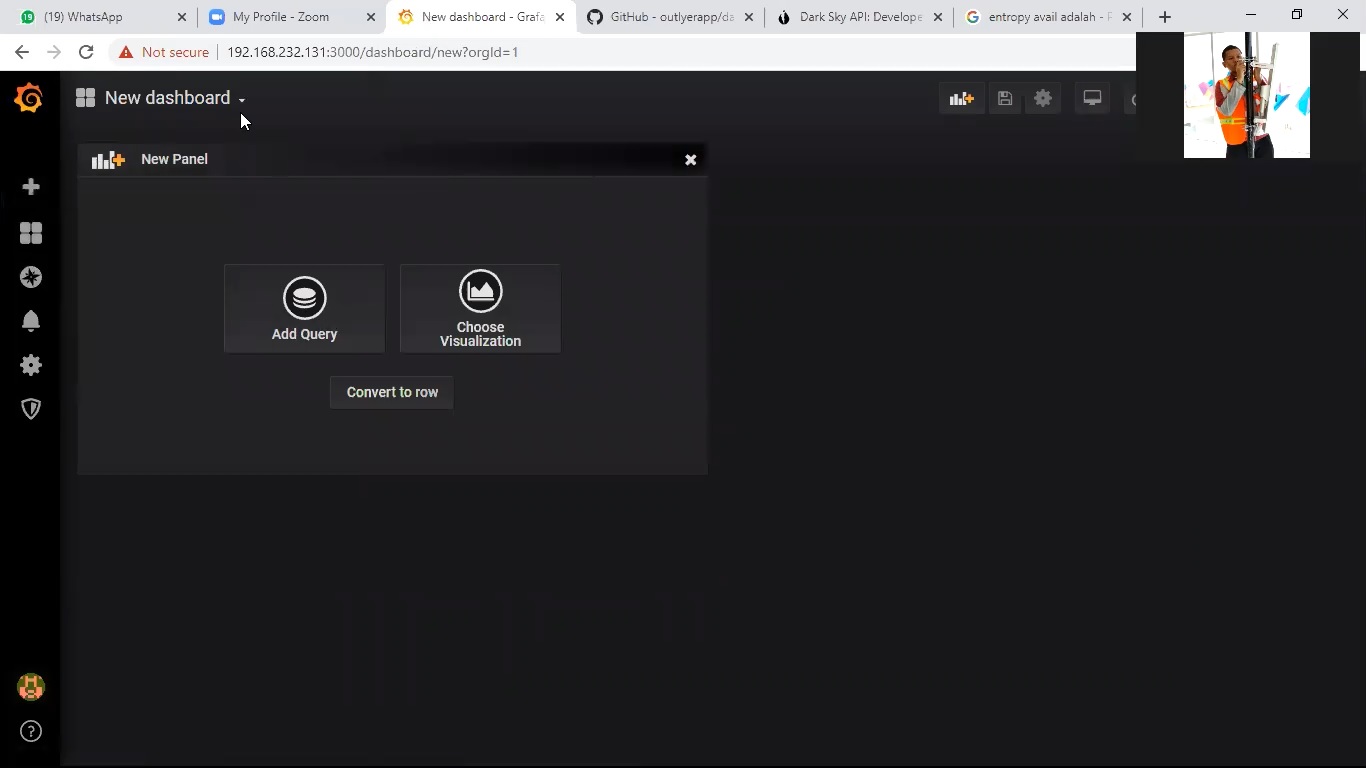 (19) WhatsApp
My Profile - Zoom
New dashboard - Grafa
GitHub - outlyerapp/da
Dark Sky API: Develope
entropy avail adalah - P
Not secure
192.168.232.131:3000/dashboard/new?orgId=1
New dashboard
New Panel
Add Query
Choose
Visualization
Convert to row